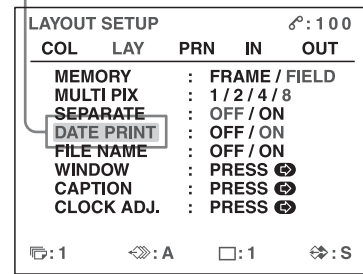 LAYOUT SETUP :100
COL LAY PRN IN OUT
MEMORY : FRAME / FIELD
MULTI PIX : 1 / 2 / 4 / 8
SEPARATE : OFF / ON
DATE PRINT : OFF / ON
FILE NAME : OFF / ON
WINDOW : PRESS
CAPTION : PRESS
CLOCK ADJ. : PRESS
:1 :A :1 :S